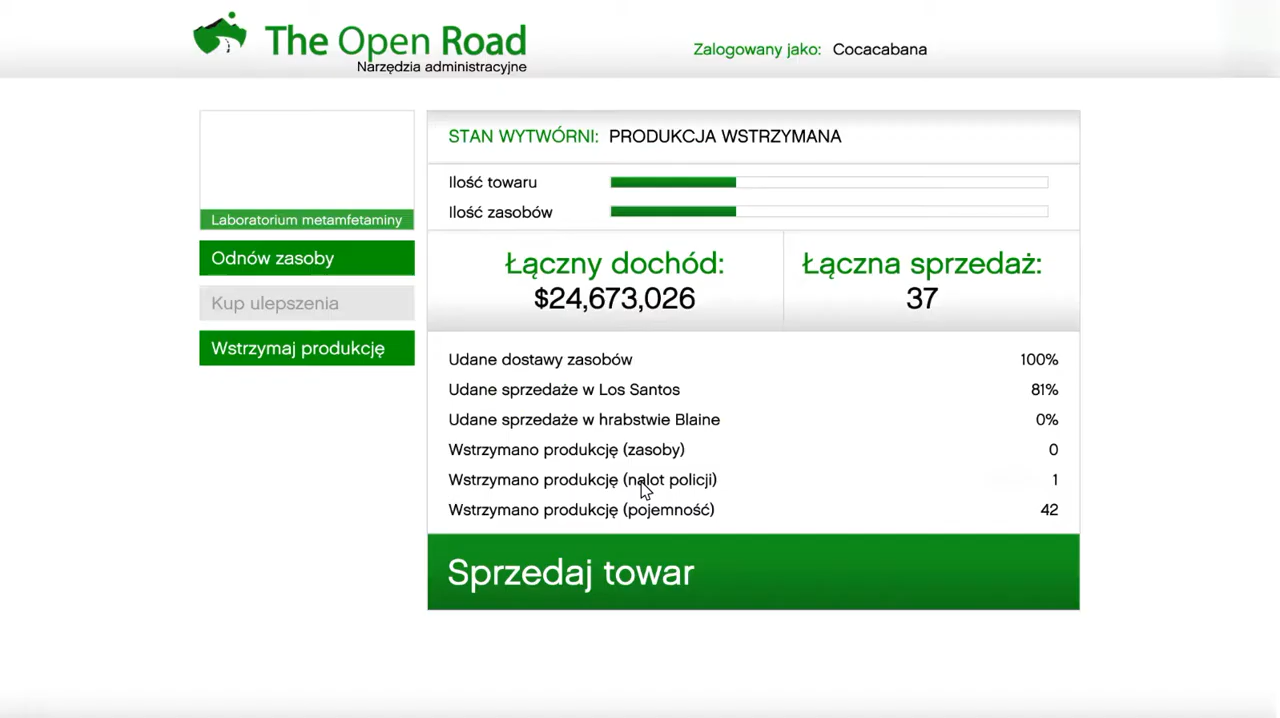 The Open Road
Narzędzia administracyjne
Zalogowany jako: Cocacabana
Laboratorium metamfetaminy
Odnów zasoby
Kup ulepszenia
Wstrzymaj produkcję
STAN WYTWÓRNI: PRODUKCJA WSTRZYMANA
Ilość towaru
Ilość zasobów
Łączny dochód: Łączna sprzedaż:
$24,673,026 37
Udane dostawy zasobów 100%
Udane sprzedaże w Los Santos 81%
Udane sprzedaże w hrabstwie Blaine 0%
Wstrzymano produkcję (zasoby) 0
Wstrzymano produkcję (nalot policji) 1
Wstrzymano produkcję (pojemność) 42
Sprzedaj towar